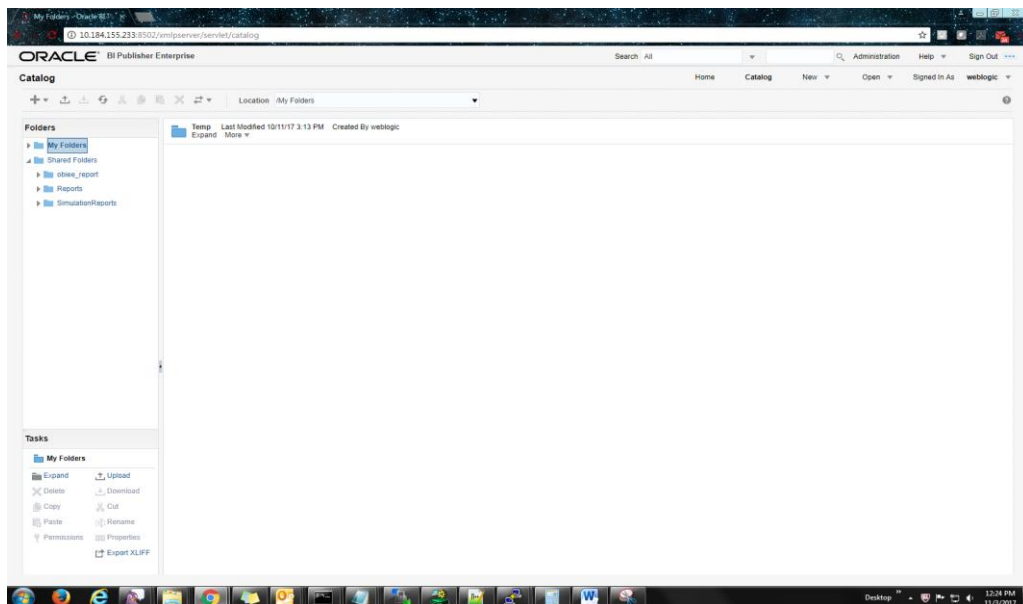 My Folders - Oracle BI
10.184.155.233:8502/xmlpserver/servlet/catalog
ORACLE BI Publisher Enterprise
Search All
Administration
Help
Sign Out
Catalog
Home
Catalog
New
Open
Signed In As weblogic
Location /My Folders
Folders
My Folders
Shared Folders
obiee_report
Reports
SimulationReports
Temp Last Modified 10/11/17 3:13 PM Created By weblogic
Expand More
Tasks
My Folders
Expand Upload
Delete Download
Copy Cut
Paste Rename
Permissions Properties
Export XLIFF
Desktop
12:24 PM
11/3/2017